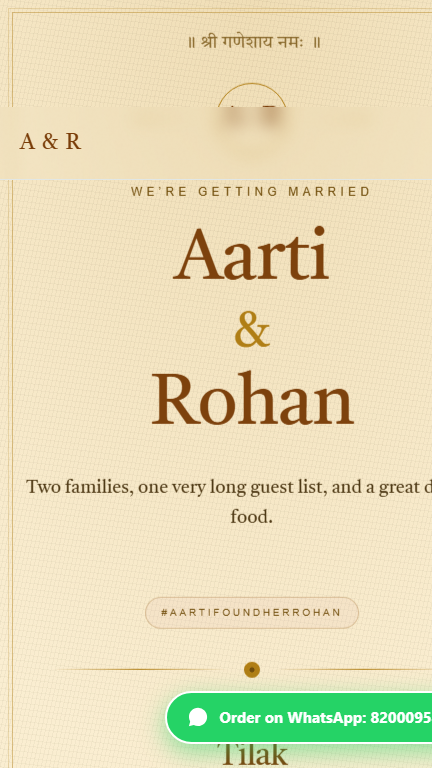 ॥ श्री गणेशाय नमः ॥
A & R
WE'RE GETTING MARRIED
Aarti
&
Rohan
Two families, one very long guest list, and a great
food.
#AARTIFOUNDHERROHAN
Order on WhatsApp: 8200095
Tilak